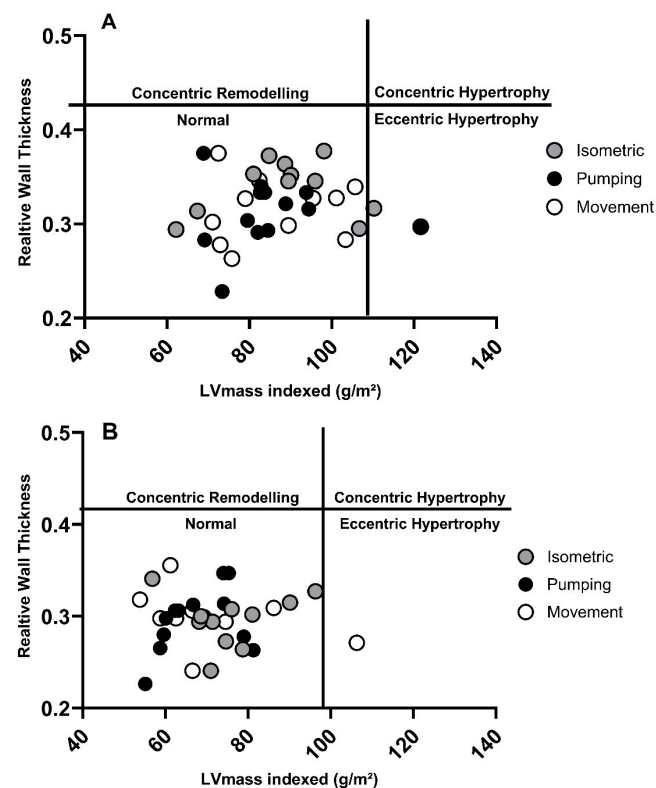 A
0.5
Concentric Remodelling
Concentric Hypertrophy
Normal
Eccentric Hypertrophy
0.4
0.3
0.2
Realtive Wall Thickness
Isometric
Pumping
Movement
40
60
80
100
120
140
LVmass indexed (g/m²)
B
0.5
Concentric Remodelling
Concentric Hypertrophy
Normal
Eccentric Hypertrophy
0.4
0.3
0.2
Realtive Wall Thickness
Isometric
Pumping
Movement
40
60
80
100
120
140
LVmass indexed (g/m²)